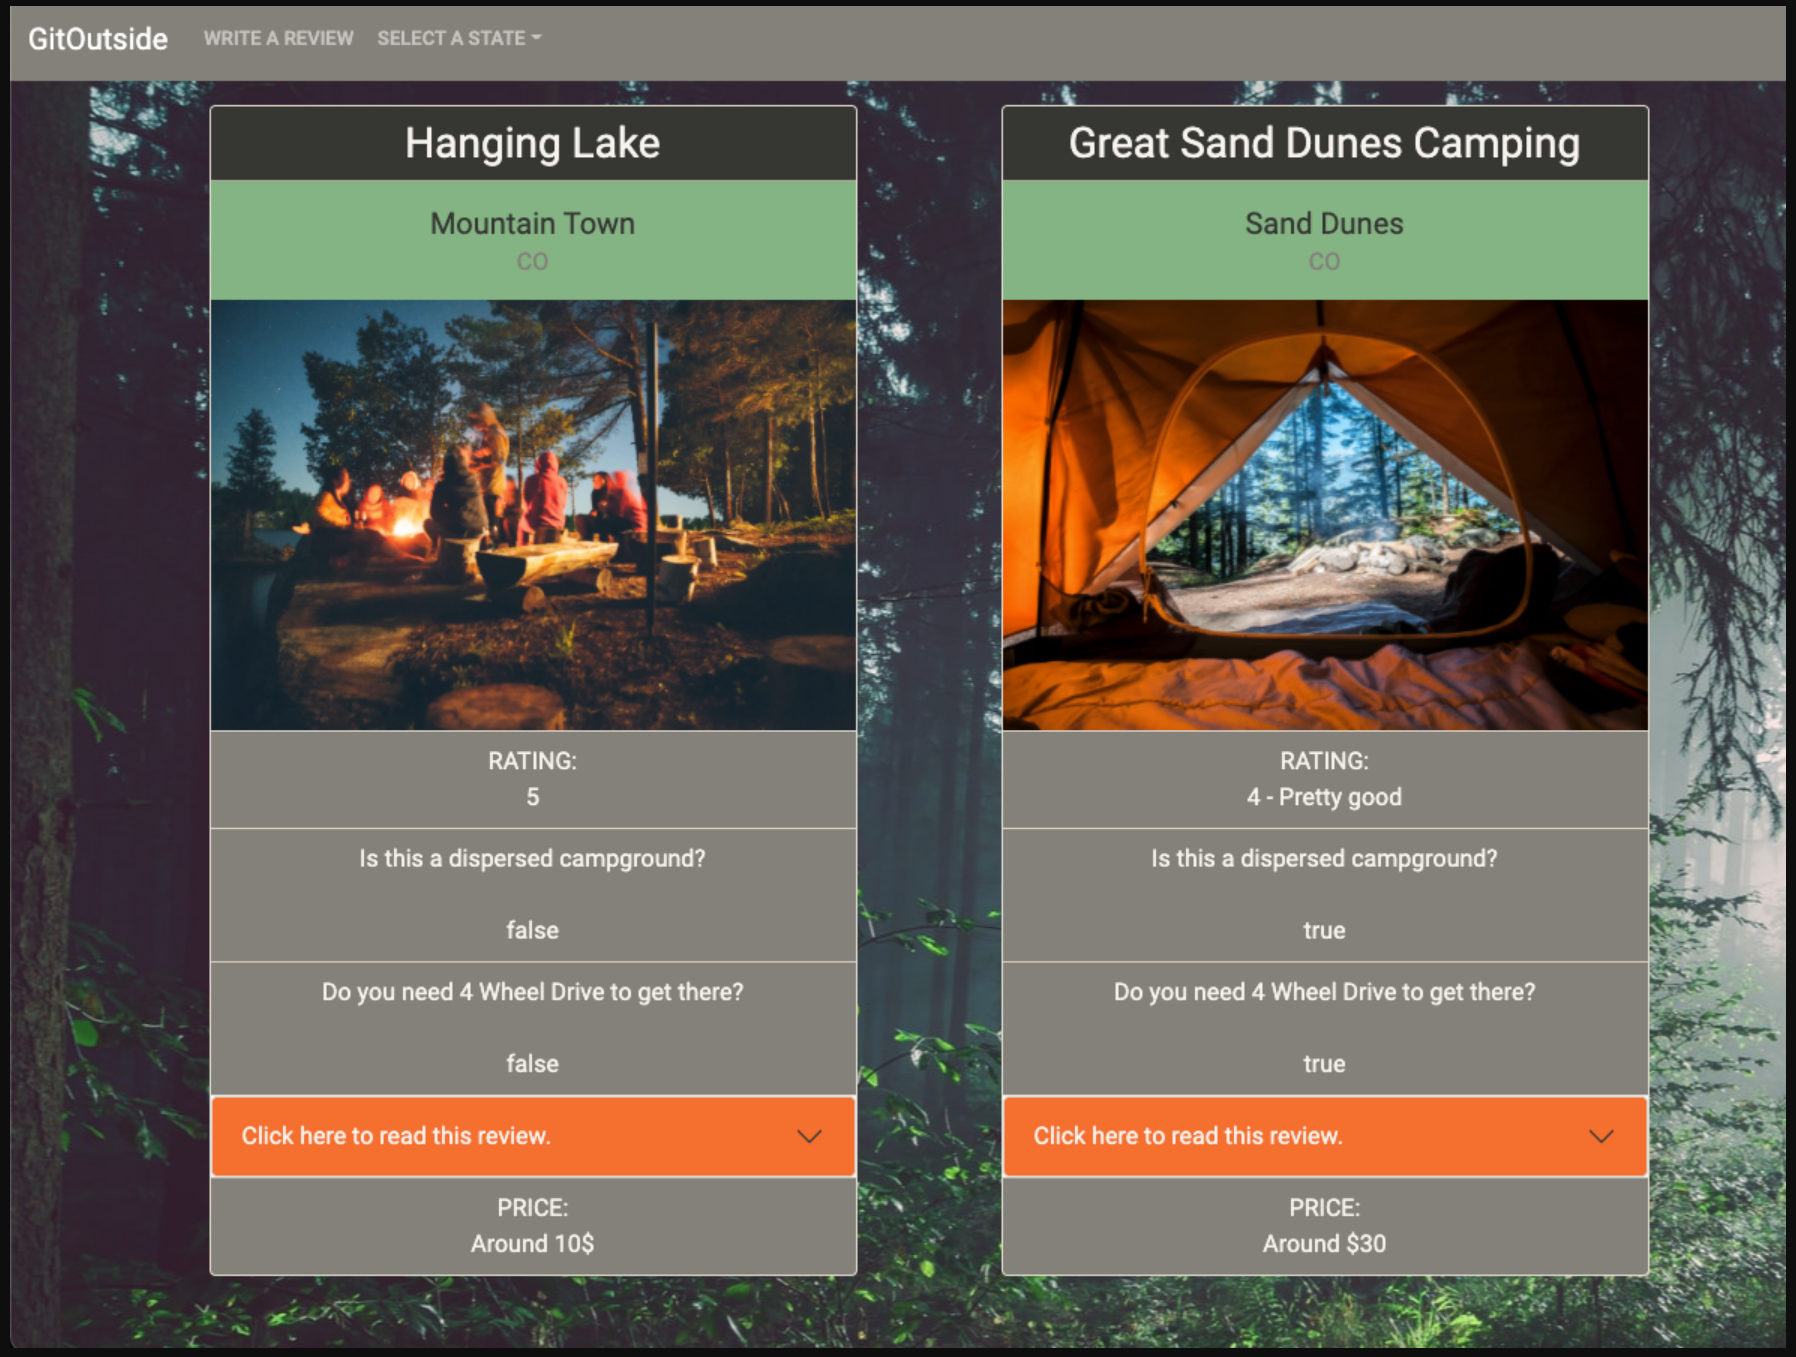 GitOutside WRITE A REVIEW SELECT A STATE
Hanging Lake
Mountain Town
CO
RATING:
5
Is this a dispersed campground?
false
Do you need 4 Wheel Drive to get there?
false
Click here to read this review.
PRICE:
Around 10$
Great Sand Dunes Camping
Sand Dunes
CO
RATING:
4 - Pretty good
Is this a dispersed campground?
true
Do you need 4 Wheel Drive to get there?
true
Click here to read this review.
PRICE:
Around $30